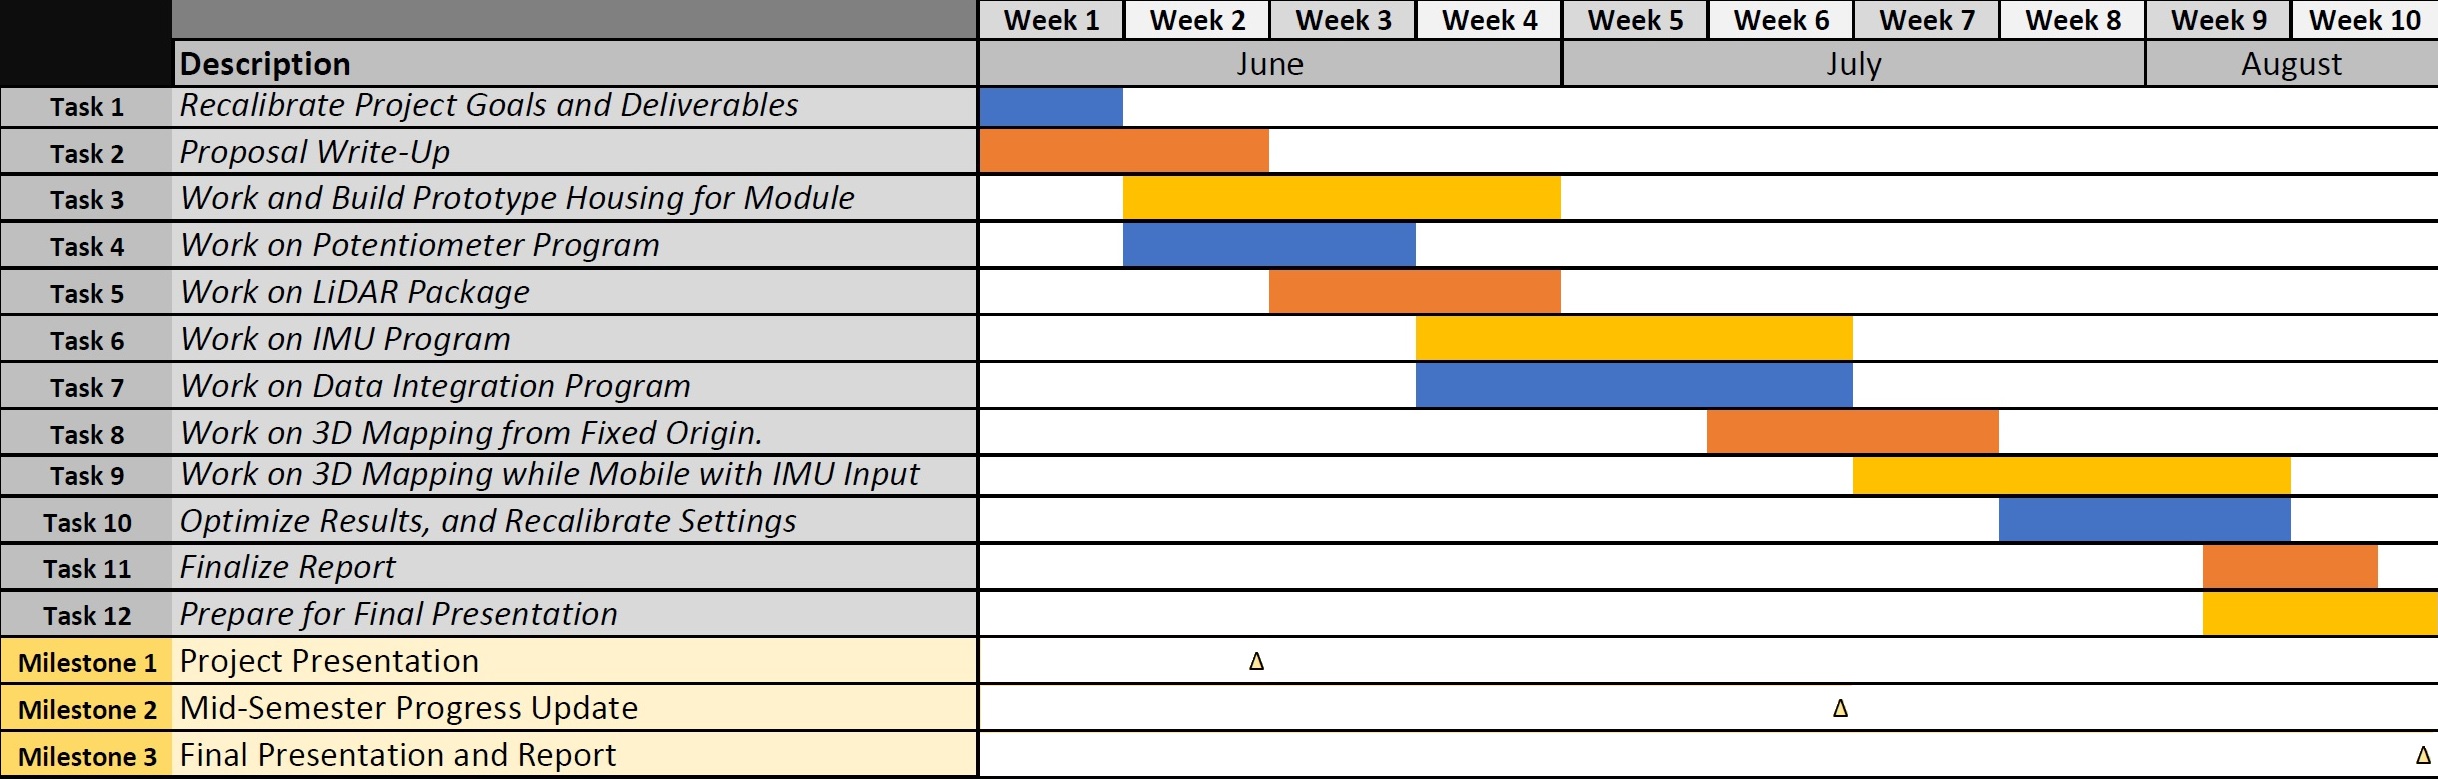 Week 1 Week 2 Week 3 Week 4 Week 5 Week 6 Week 7 Week 8 Week 9 Week 10
Description June July August
Task 1 Recalibrate Project Goals and Deliverables
Task 2 Proposal Write-Up
Task 3 Work and Build Prototype Housing for Module
Task 4 Work on Potentiometer Program
Task 5 Work on LiDAR Package
Task 6 Work on IMU Program
Task 7 Work on Data Integration Program
Task 8 Work on 3D Mapping from Fixed Origin.
Task 9 Work on 3D Mapping while Mobile with IMU Input
Task 10 Optimize Results, and Recalibrate Settings
Task 11 Finalize Report
Task 12 Prepare for Final Presentation
Milestone 1 Project Presentation
Milestone 2 Mid-Semester Progress Update
Milestone 3 Final Presentation and Report